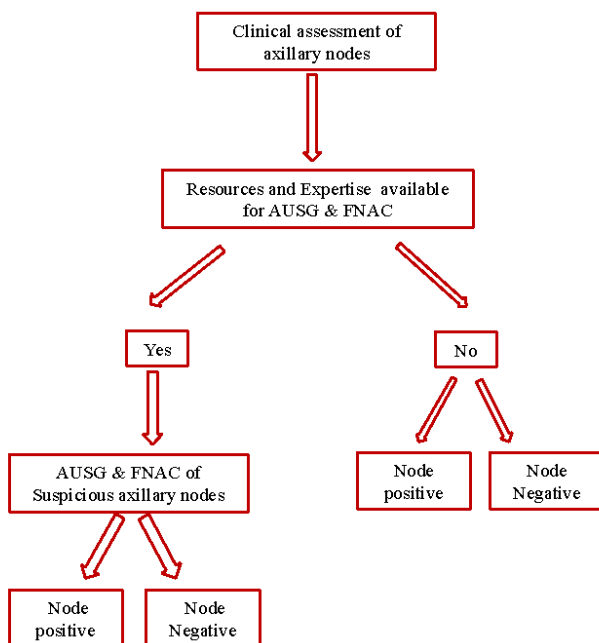 Clinical assessment of
axillary nodes
Resources and Expertise available
for AUSG & FNAC
Yes
No
AUSG & FNAC of
Suspicious axillary nodes
Node
positive
Node
Negative
Node
positive
Node
Negative